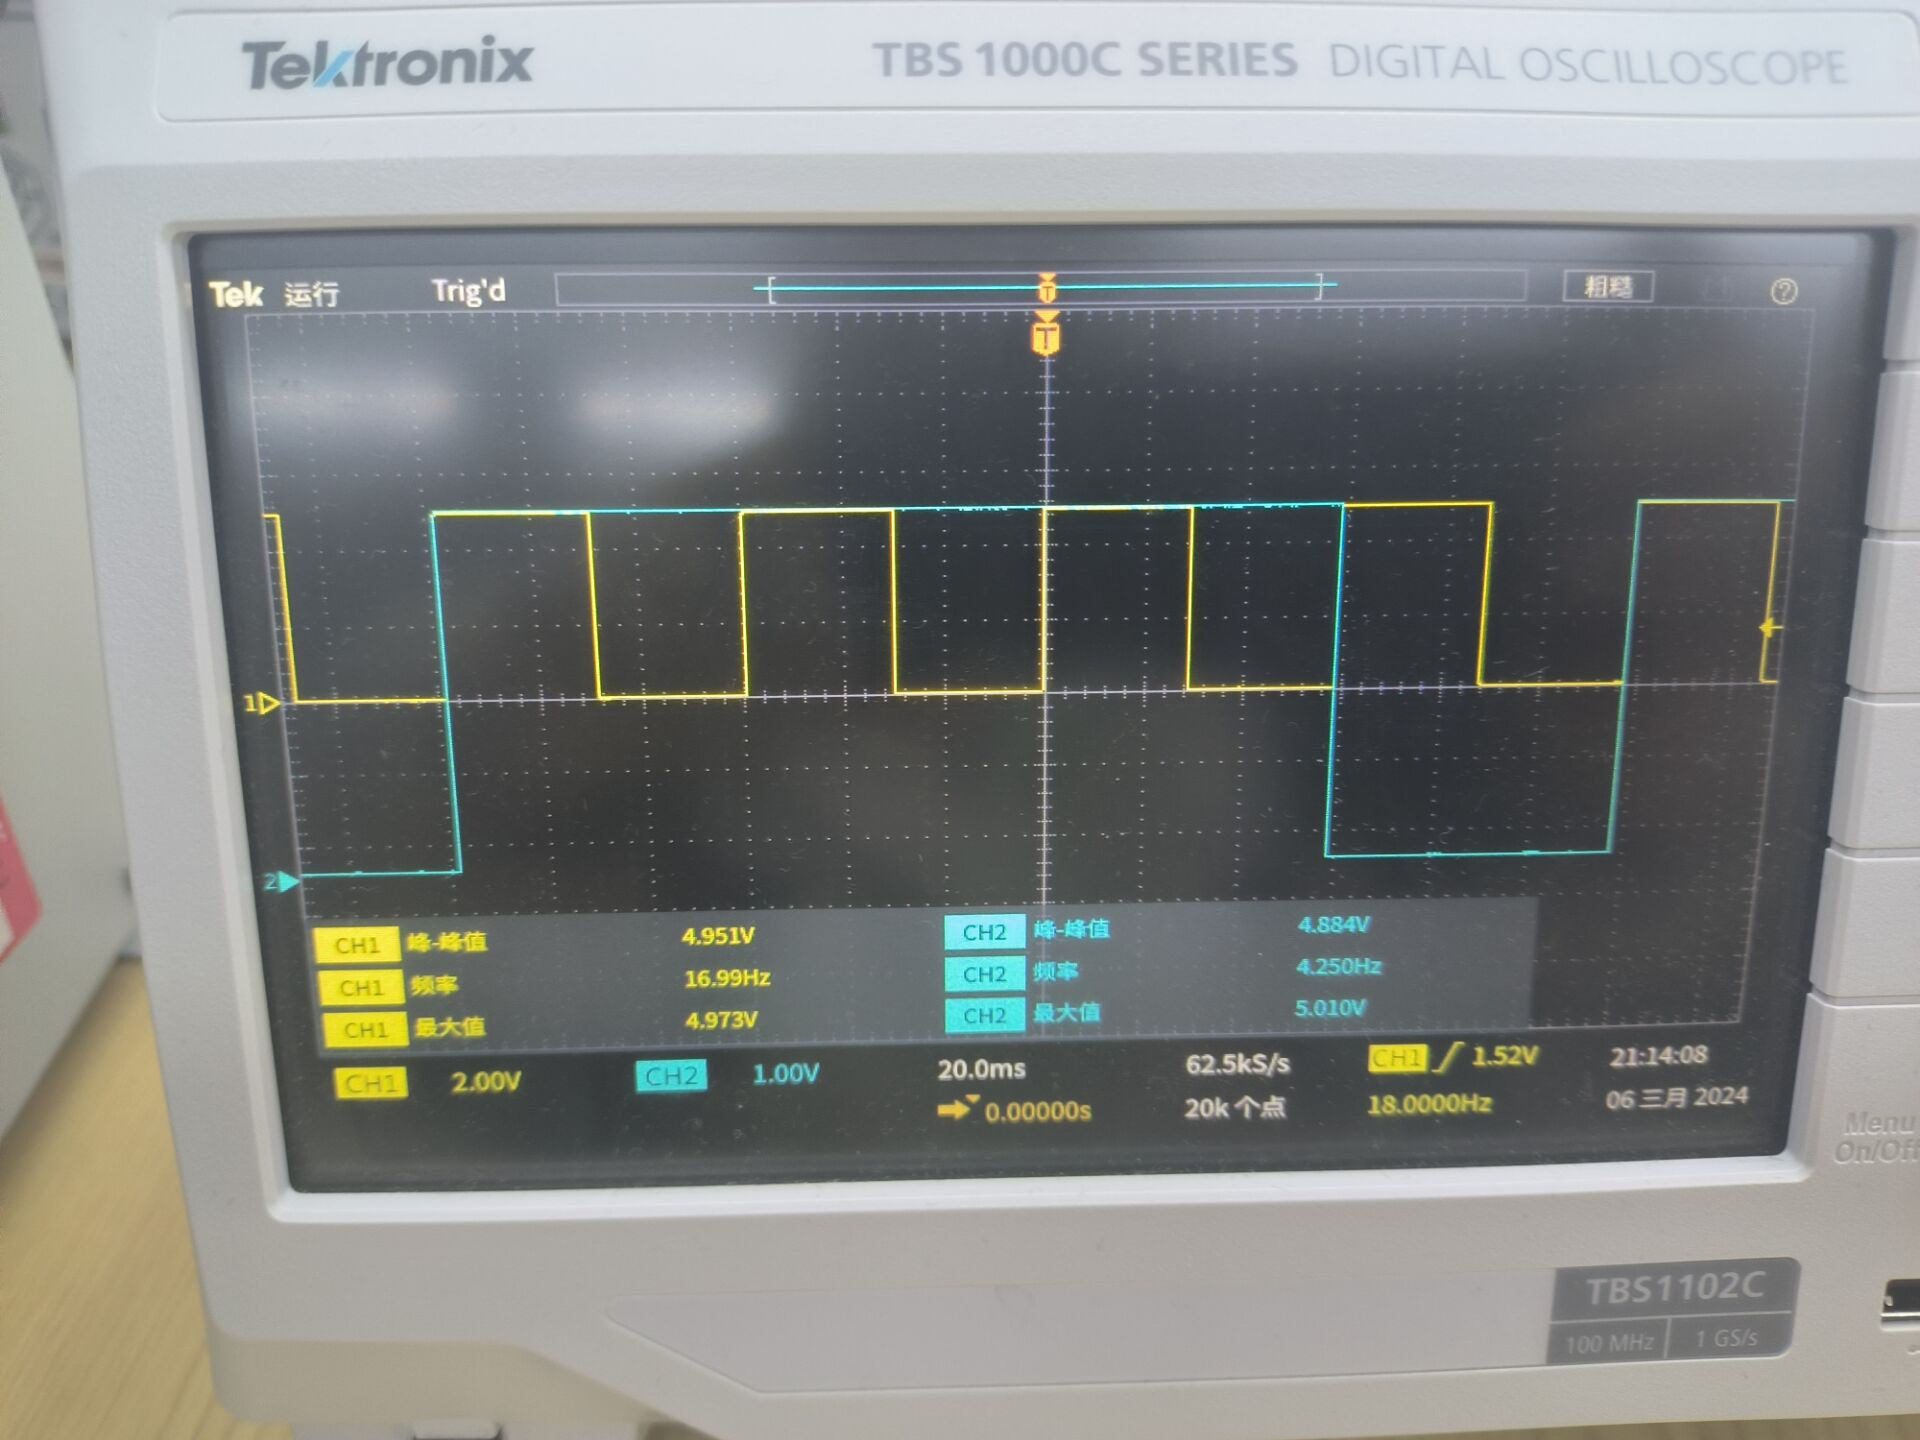 Tektronix TBS 1000C SERIES DIGITAL OSCILLOSCOPE
Tek 运行 Trig'd T 粗糙 ?
T
1
2
CH1 峰-峰值 4.951V CH2 峰-峰值 4.884V
CH1 频率 16.99Hz CH2 频率 4.250Hz
CH1 最大值 4.973V CH2 最大值 5.010V
CH1 2.00V CH2 1.00V 20.0ms 62.5kS/s CH1 1.52V 21:14:08
0.00000s 20k 个点 18.0000Hz 06 三月 2024
Menu
On/Off
TBS1102C
100 MHz 1 GS/s